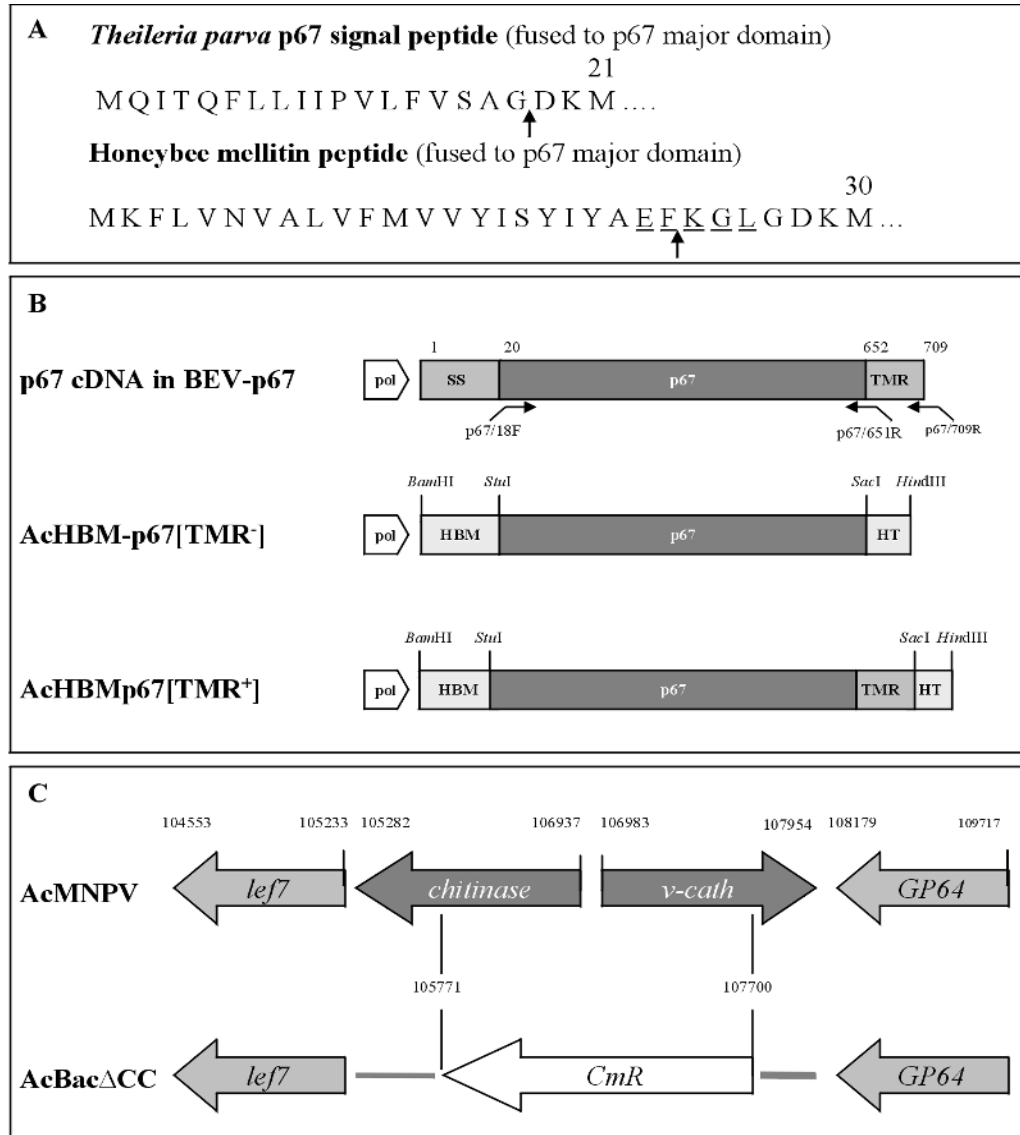 A
Theileria parva p67 signal peptide (fused to p67 major domain)
21
M Q I T Q F L L I I P V L F V S A G D K M ....
Honeybee mellitin peptide (fused to p67 major domain)
30
M K F L V N V A L V F M V V Y I S Y I Y A E F K G L G D K M ...
B
1 20 652 709
p67 cDNA in BEV-p67 pol SS p67 TMR
p67/18F p67/651R p67/709R
BamHI StuI SacI HindIII
AcHBM-p67[TMR⁻] pol HBM p67 HT
BamHI StuI SacI HindIII
AcHBMp67[TMR⁺] pol HBM p67 TMR HT
C
104553 105233 105282 106937 106983 107954 108179 109717
AcMNPV lef7 chitinase v-cath GP64
105771 107700
AcBacΔCC lef7 CmR GP64